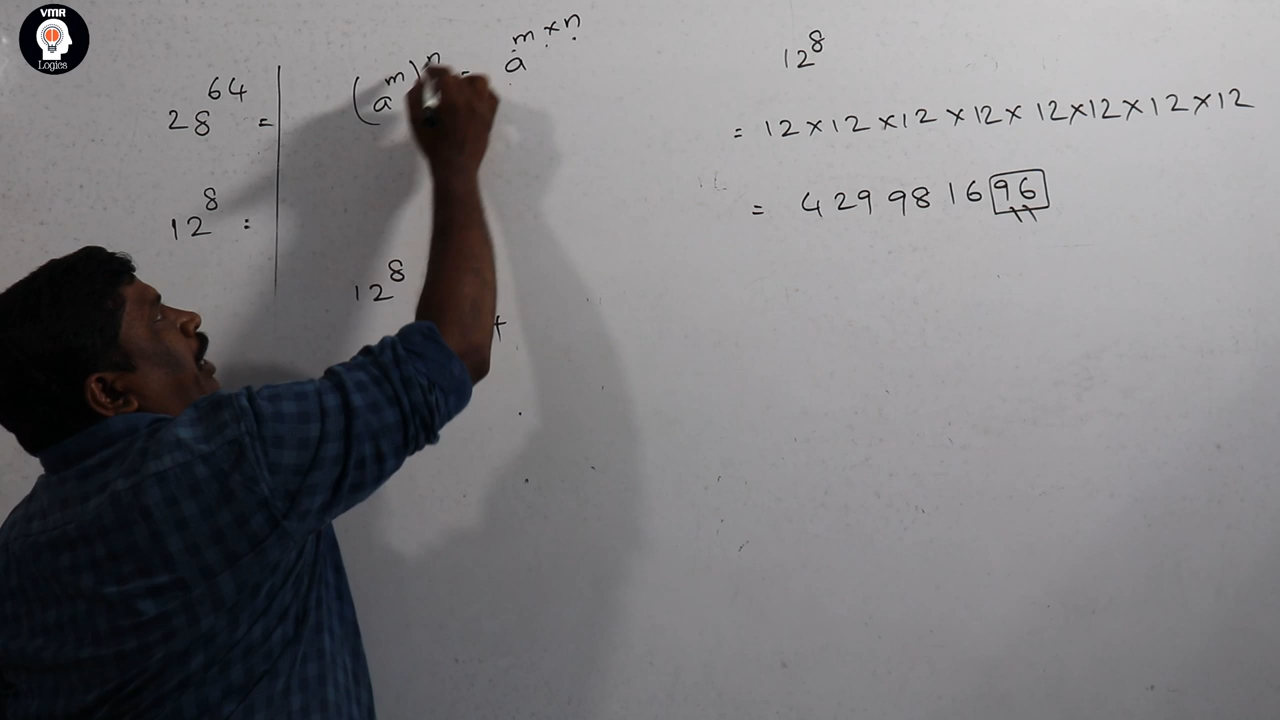 VMR
Logics
28^64 =
(a^m)^n = a^m×n
12^8 :
12^8
+
12^8
= 12×12×12×12×12×12×12×12
= 429981696